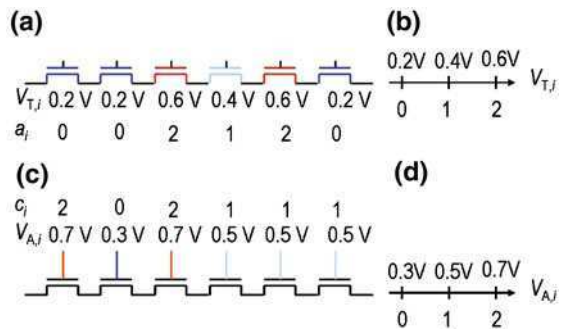 (a)
V_T,i 0.2 V 0.2 V 0.6 V 0.4 V 0.6 V 0.2 V
a_i 0 0 2 1 2 0
(b)
0.2V 0.4V 0.6V
V_T,i
0 1 2
(c)
c_i 2 0 2 1 1 1
V_A,i 0.7 V 0.3 V 0.7 V 0.5 V 0.5 V 0.5 V
(d)
0.3V 0.5V 0.7V
V_A,i
0 1 2